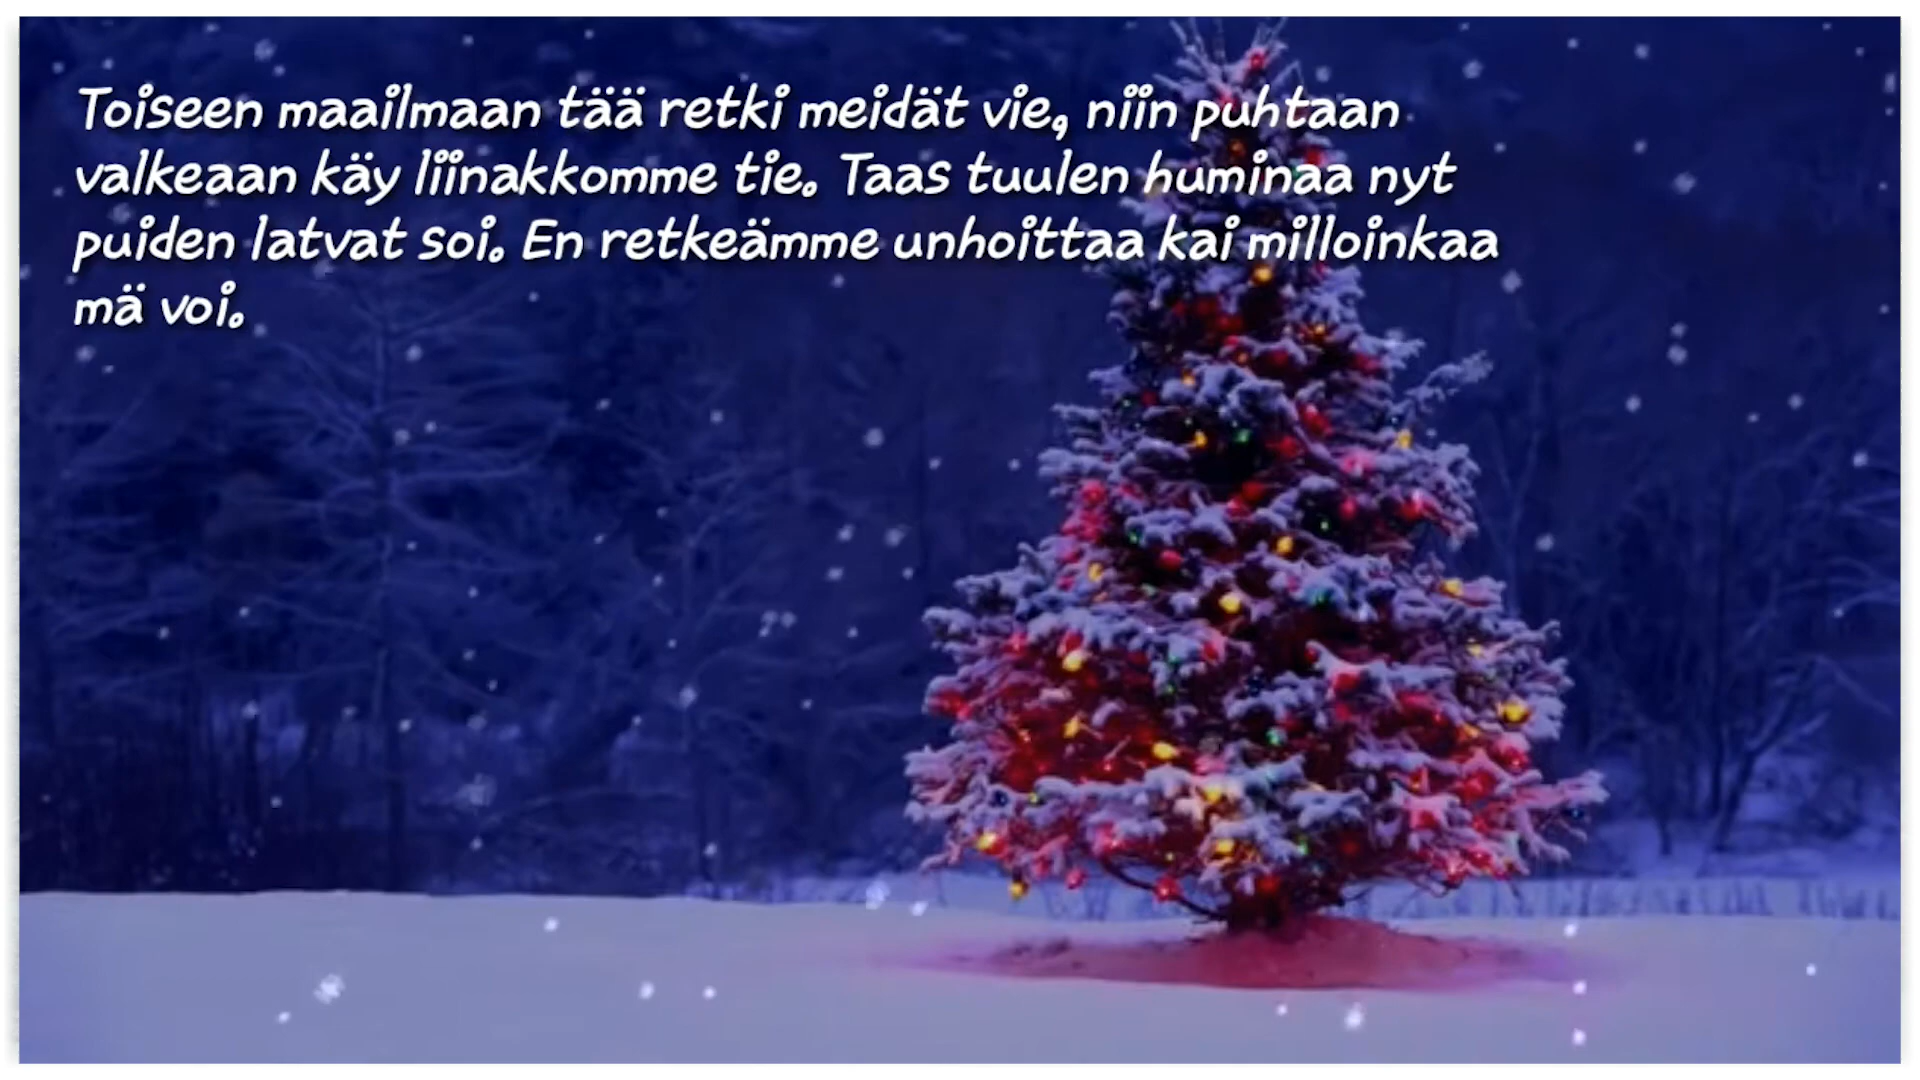 Toiseen maailmaan tää retki meidät vie, niin puhtaan
valkeaan käy liinakkomme tie. Taas tuulen huminaa nyt
puiden latvat soi. En retkeämme unhoittaa kai milloinkaa
mä voi.